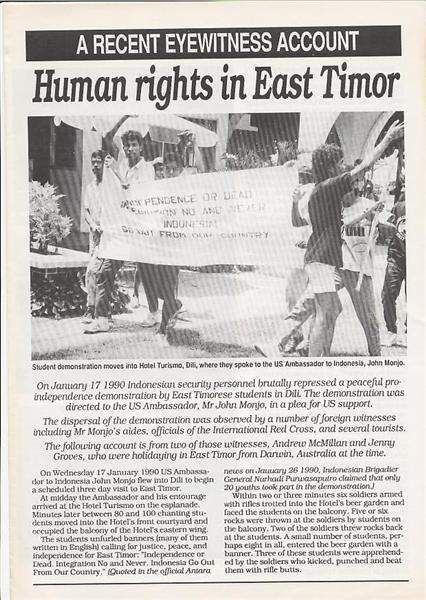 A RECENT EYEWITNESS ACCOUNT
Human rights in East Timor
INDEPENDENCE OR DEAD
NO AND NEVER
INDONESIA
GO OUT FROM OUR COUNTRY
Student demonstration moves into Hotel Turismo, Dili, where they spoke to the US Ambassador to Indonesia, John Monjo.
On January 17 1990 Indonesian security personnel brutally repressed a peaceful pro-
independence demonstration by East Timorese students in Dili. The demonstration was
directed to the US Ambassador, Mr John Monjo, in a plea for US support.
The dispersal of the demonstration was observed by a number of foreign witnesses
including Mr Monjo's aides, officials of the International Red Cross, and several tourists.
The following account is from two of those witnesses, Andrew McMillan and Jenny
Groves, who were holidaying in East Timor from Darwin, Australia at the time.
On Wednesday 17 January 1990 US Ambassa-
dor to Indonesia John Monjo flew into Dili to begin
a scheduled three day visit to East Timor.
At midday the Ambassador and his entourage
arrived at the Hotel Turismo on the esplanade.
Minutes later between 80 and 100 chanting stu-
dents moved into the Hotel's front courtyard and
occupied the balcony of the Hotel's eastern wing.
The students unfurled banners (many of them
written in English) calling for justice, peace, and
independence for East Timor: "Independence or
Dead. Integration No and Never. Indonesia Go Out
From Our Country." [Quoted in the official Antara
news on January 26 1990, Indonesian Brigadier
General Nurhadi Purwasaputro claimed that only
20 youths took part in the demonstration.]
Within two or three minutes six soldiers armed
with rifles trotted into the Hotel's beer garden and
faced the students on the balcony. Five or six
rocks were thrown at the soldiers by students on
the balcony. Two of the soldiers threw rocks back
at the students. A small number of students, per-
haps eight in all, entered the beer garden with a
banner. Three of these students were apprehend-
ed by the soldiers who kicked, punched and beat
them with rifle butts.